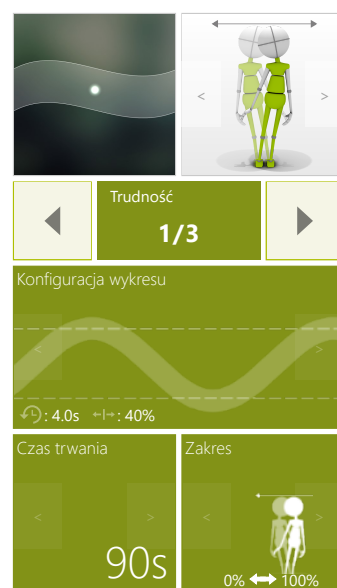 Trudność
1/3
Konfiguracja wykresu
: 4.0s : 40%
Czas trwania
90s
Zakres
0% 100%